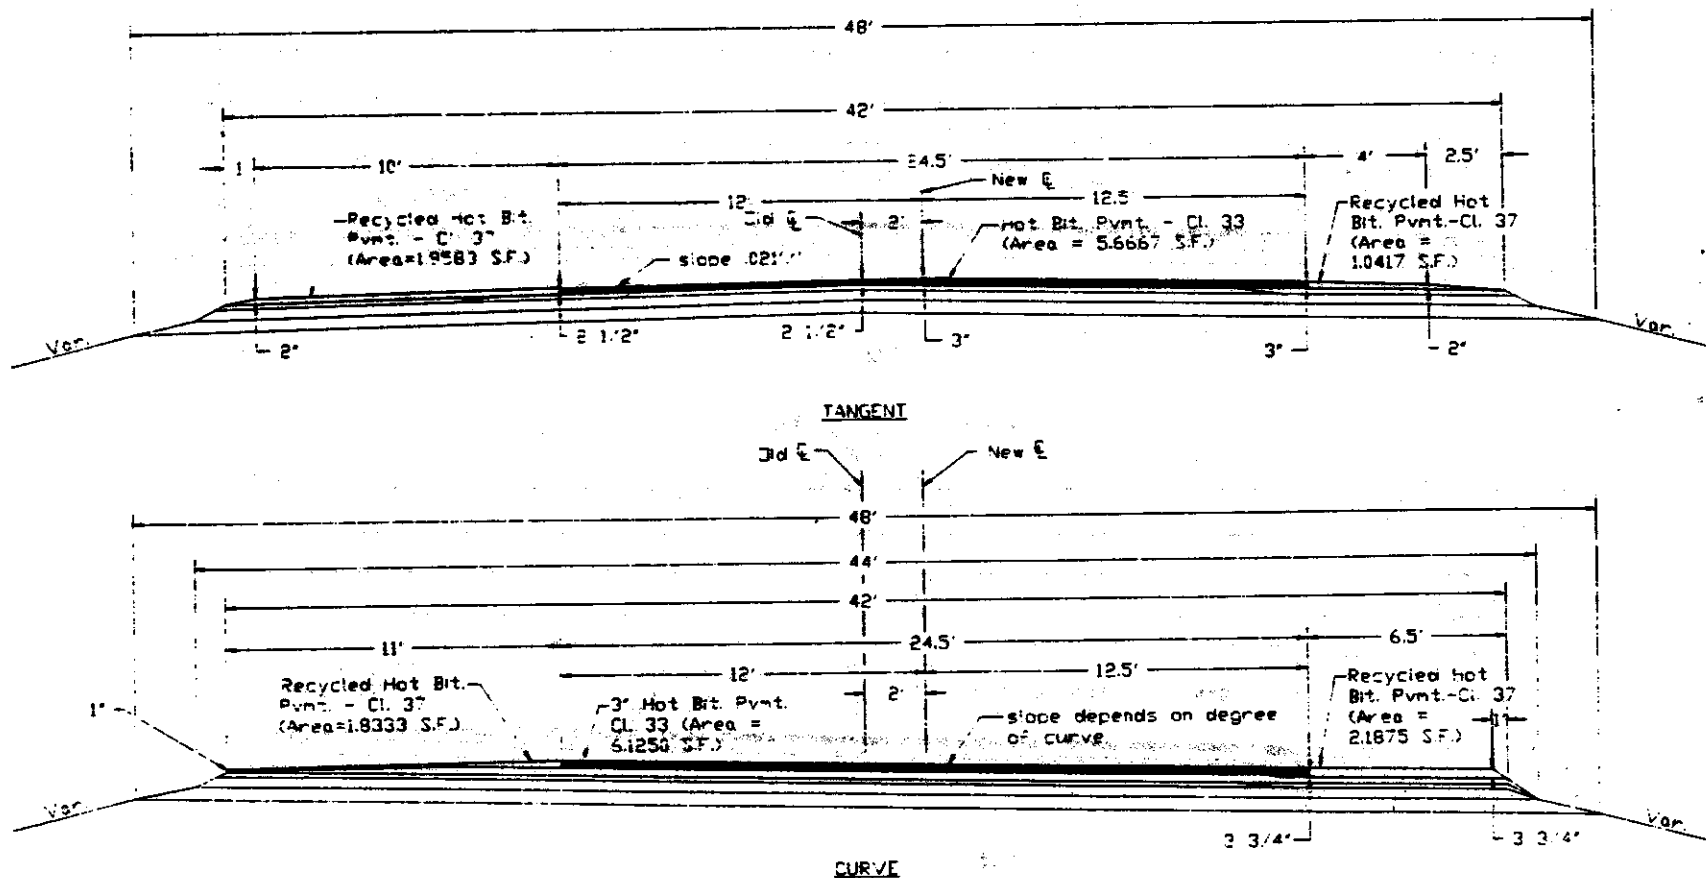 48'
42'
1
10'
24.5'
4'
2.5'
New ℄
12
12.5
Old ℄
2'
Recycled Hot Bit.
Pvmt. - Cl. 37
(Area=1.9583 S.F.)
slope .021'/'
Hot Bit. Pvmt. - Cl. 33
(Area = 5.6667 S.F.)
Recycled Hot
Bit. Pvmt.-Cl. 37
(Area =
1.0417 S.F.)
Var.
2"
2 1/2"
2 1/2"
3"
3"
2"
Var.
TANGENT
Old ℄
New ℄
48'
44'
42'
11'
24.5'
6.5'
12'
12.5'
2'
1"
Recycled Hot Bit.
Pvmt. - Cl. 37
(Area=1.8333 S.F.)
3" Hot Bit. Pvmt.
Cl. 33 (Area =
6.1250 S.F.)
slope depends on degree
of curve
Recycled Hot
Bit. Pvmt.-Cl. 37
(Area =
2.1875 S.F.)
1'
Var.
3 3/4"
3 3/4"
Var.
CURVE